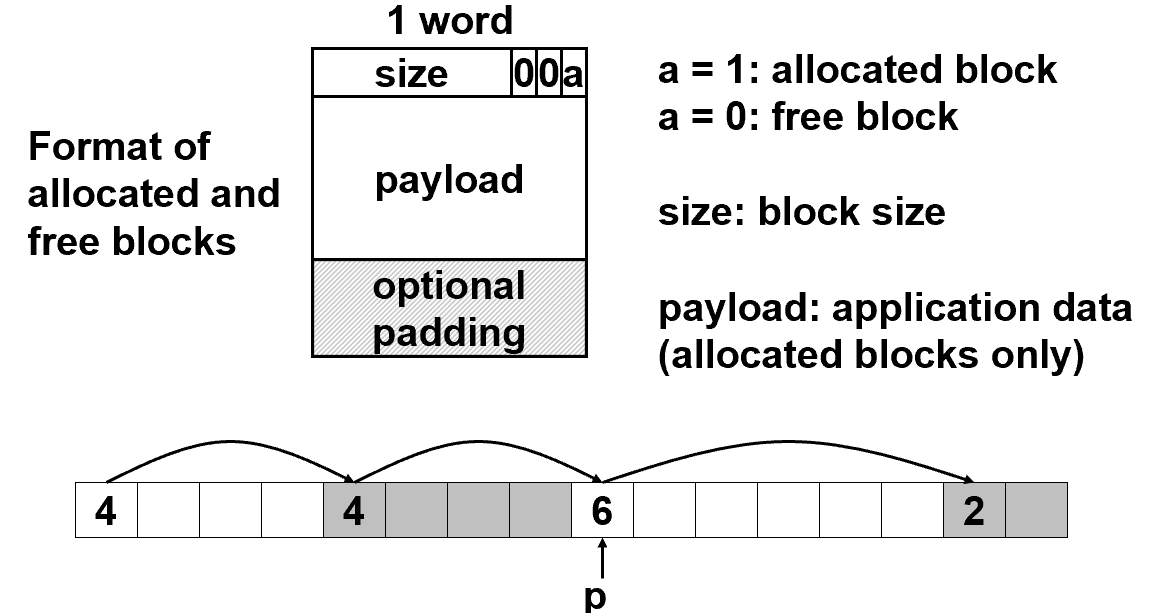 1 word
size 0 0 a
a = 1: allocated block
a = 0: free block
Format of
allocated and
free blocks
payload
size: block size
optional
padding
payload: application data
(allocated blocks only)
4 4 6 2
p